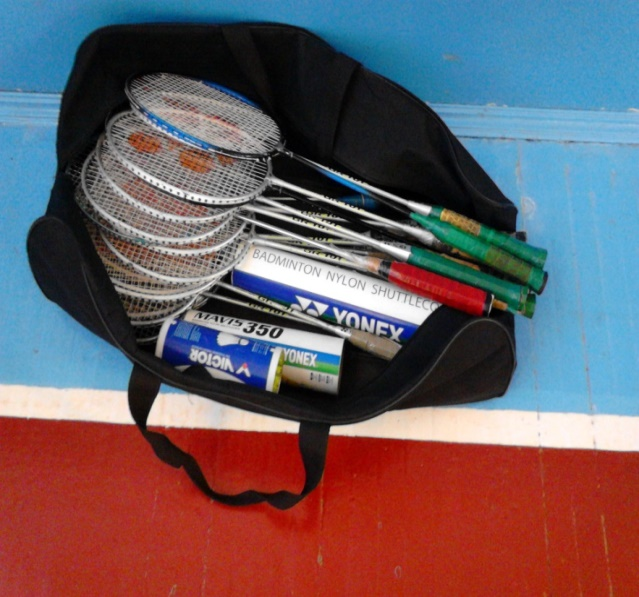 BADMINTON NYLON SHUTTLECO
YONEX
MAVIS 350
YONEX
VICTOR